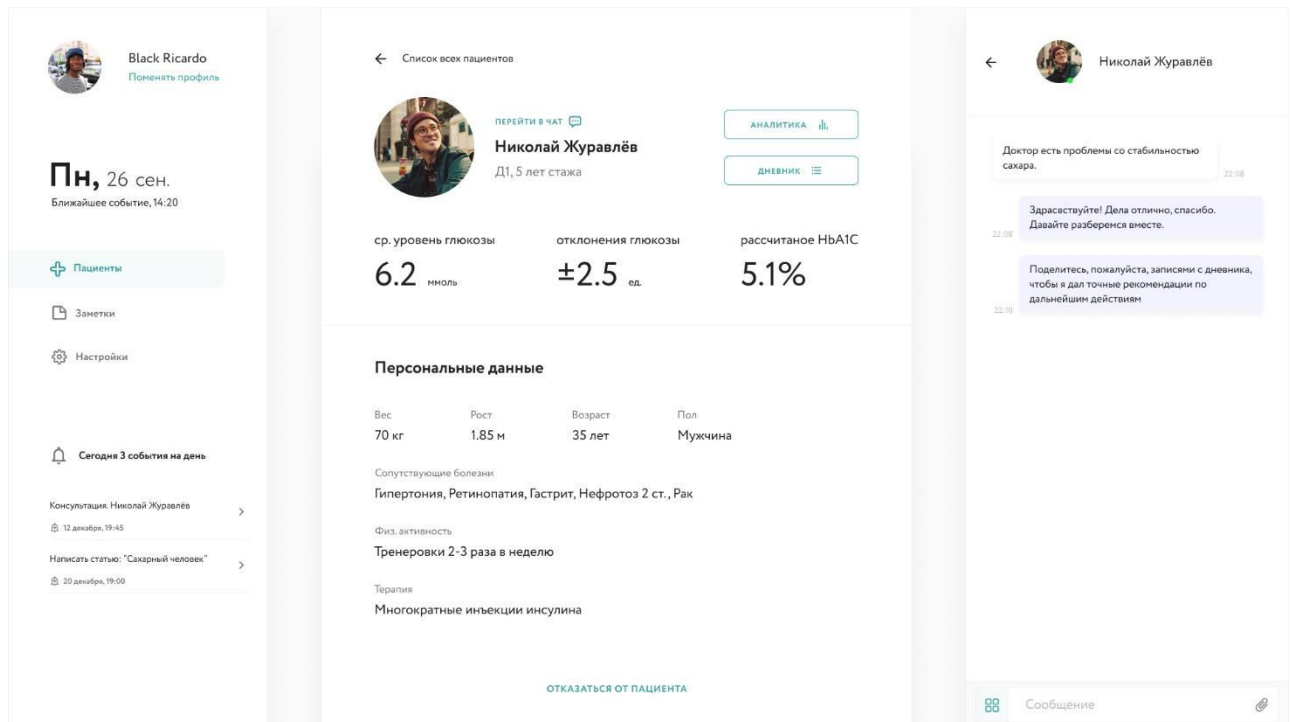 Black Ricardo
Поменять профиль
Пн, 26 сен.
Ближайшее событие, 14:20
Пациенты
Заметки
Настройки
Сегодня 3 события на день
Консультация. Николай Журавлёв
12 декабря, 19:45
Написать статью: "Сахарный человек"
20 декабря, 19:00
Список всех пациентов
ПЕРЕЙТИ В ЧАТ
Николай Журавлёв
Д1, 5 лет стажа
АНАЛИТИКА
ДНЕВНИК
ср. уровень глюкозы
6.2 ммоль
отклонения глюкозы
±2.5 ед.
рассчитаное HbA1C
5.1%
Персональные данные
Вес Рост Возраст Пол
70 кг 1.85 м 35 лет Мужчина
Сопутствующие болезни
Гипертония, Ретинопатия, Гастрит, Нефротоз 2 ст., Рак
Физ. активность
Тренеровки 2-3 раза в неделю
Терапия
Многократные инъекции инсулина
ОТКАЗАТЬСЯ ОТ ПАЦИЕНТА
Николай Журавлёв
Доктор есть проблемы со стабильностью
сахара.
22:08
Здрасвствуйте! Дела отлично, спасибо.
Давайте разберемся вместе.
22:08
Поделитесь, пожалуйста, записями с дневника,
чтобы я дал точные рекомендации по
дальнейшим действиям
22:10
Сообщение